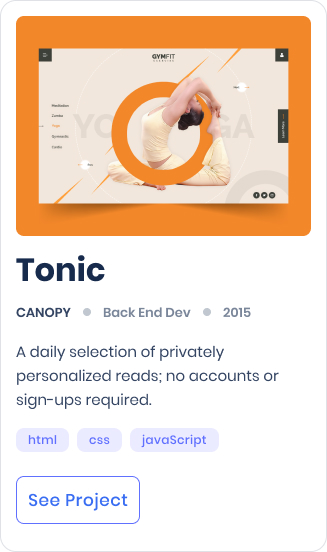 GYMFIT
Meditation
Combo
Yoga
Gymnastic
Cardio
YOGA
Tonic
CANOPY Back End Dev 2015
A daily selection of privately
personalized reads; no accounts or
sign-ups required.
html css javaScript
See Project